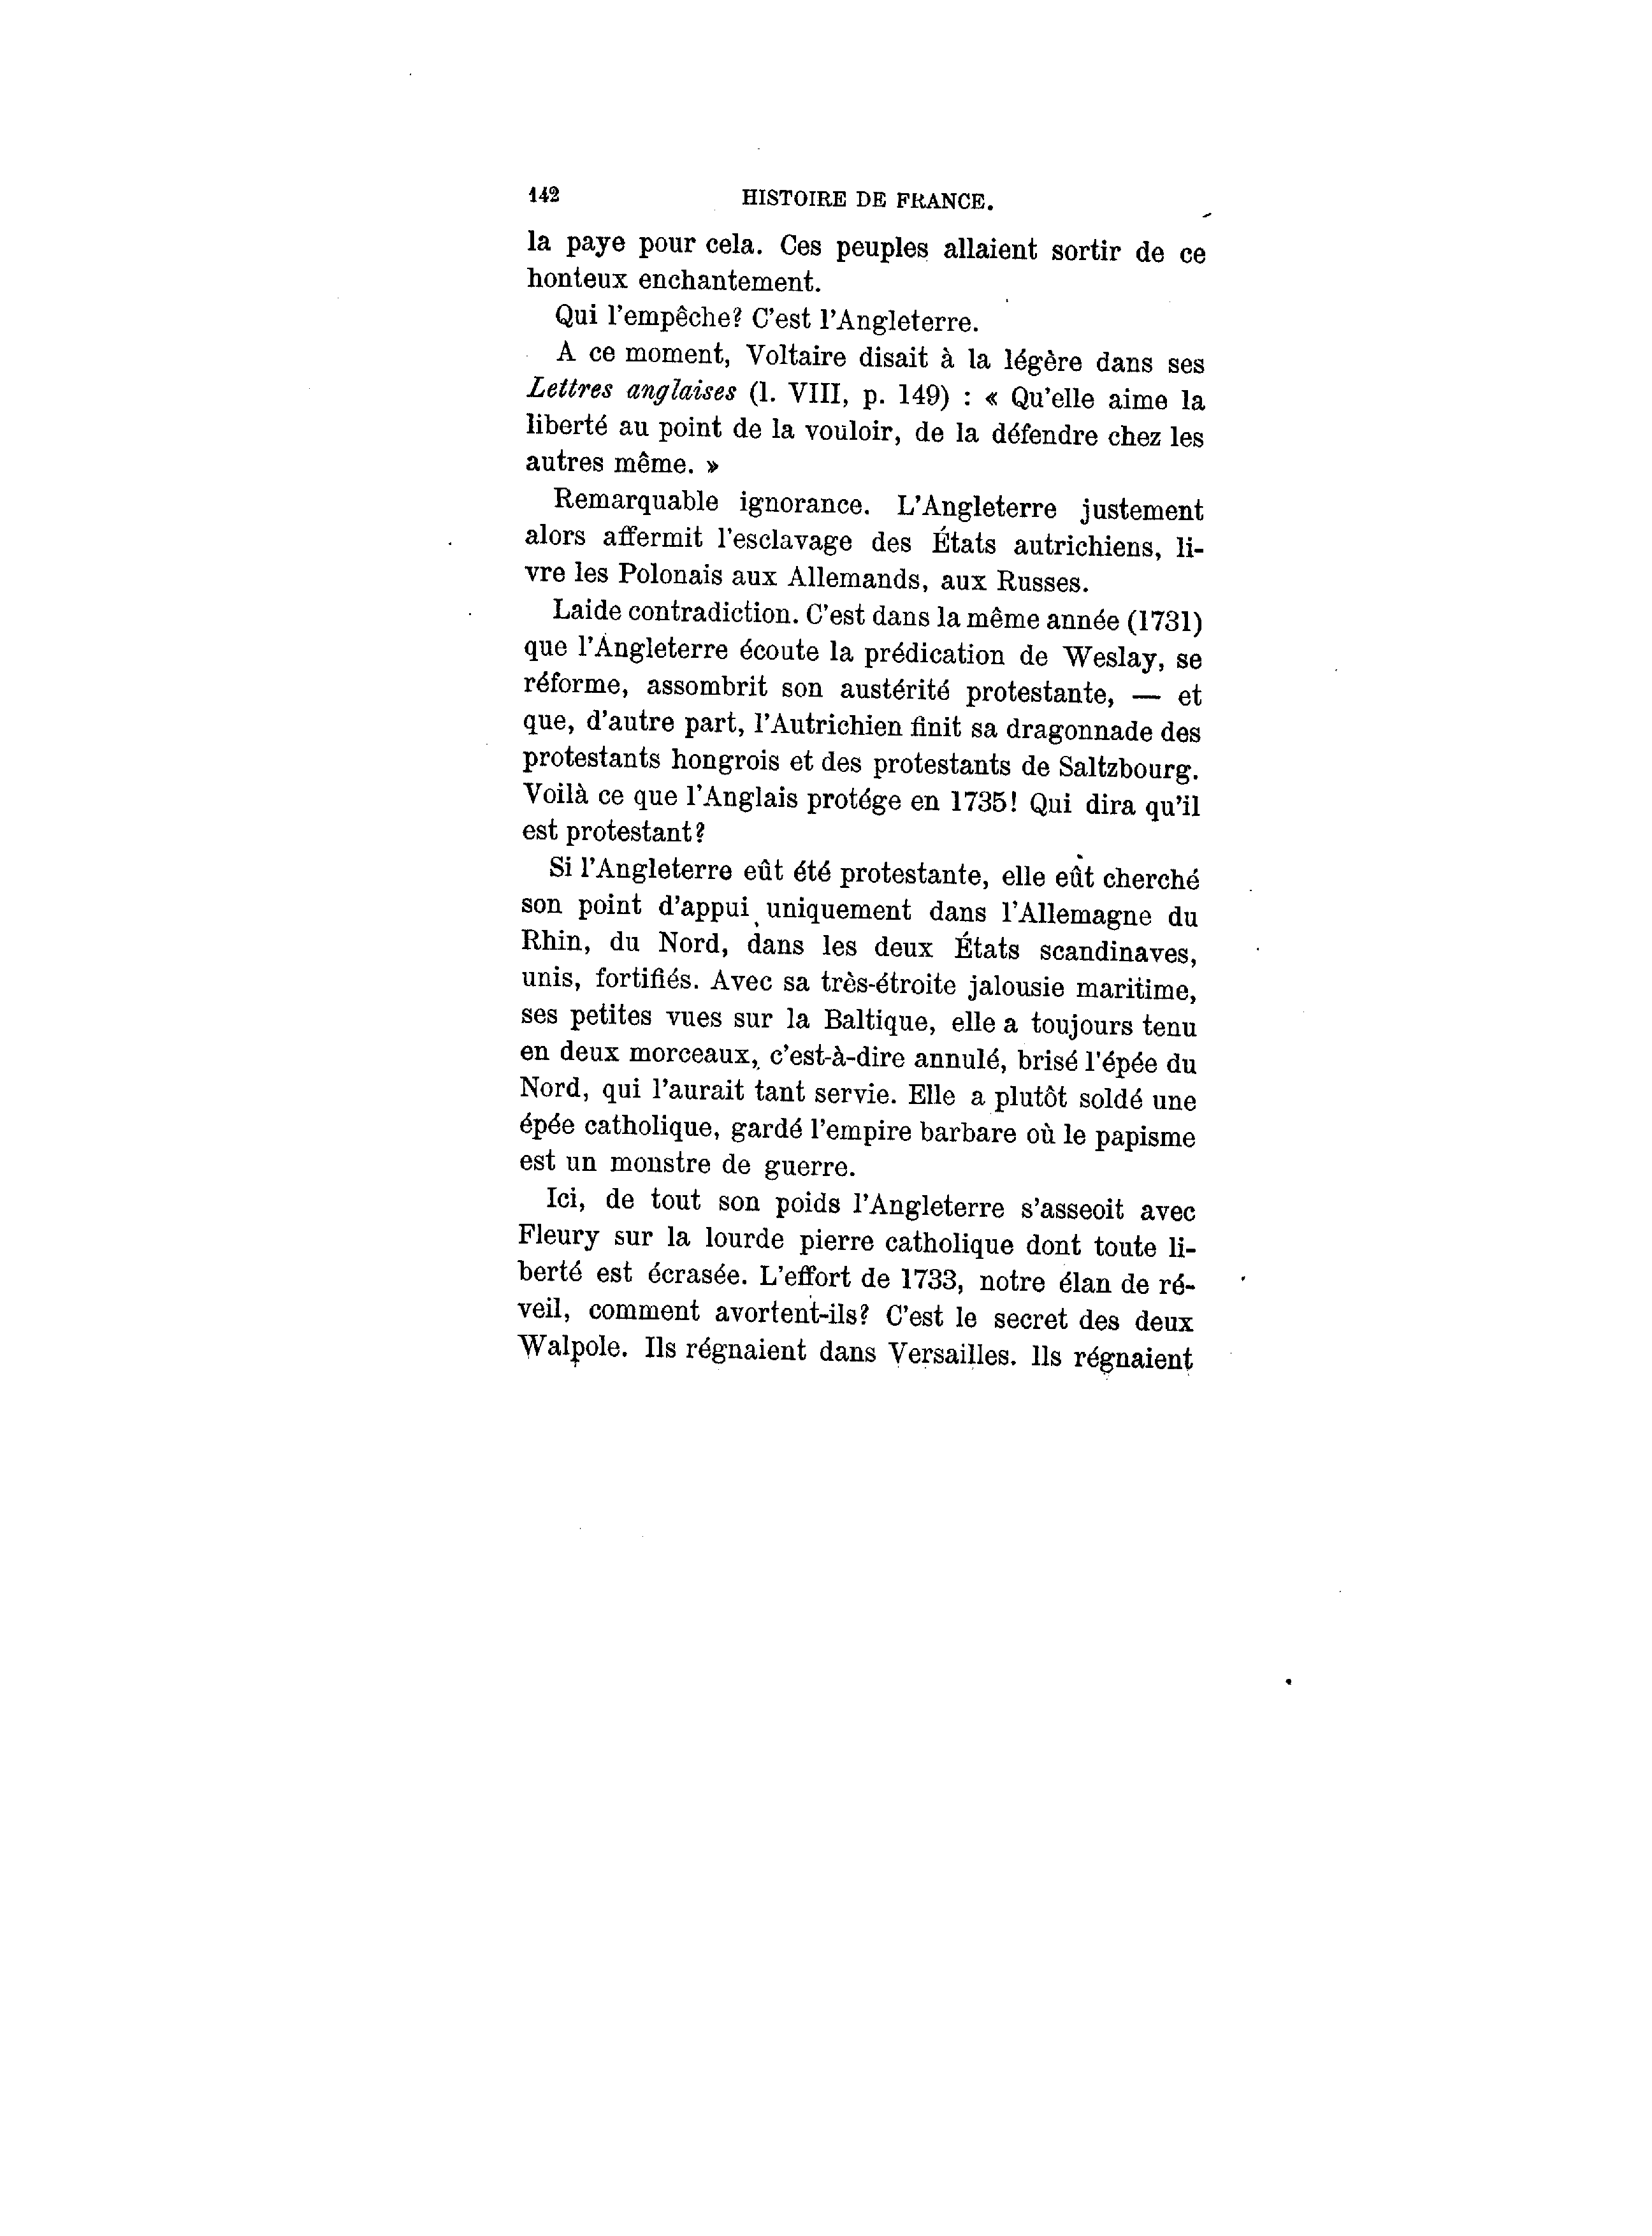 142 HISTOIRE DE FRANCE.
la paye pour cela. Ces peuples allaient sortir de ce
honteux enchantement.
Qui l'empêche? C'est l'Angleterre.
A ce moment, Voltaire disait à la légère dans ses
Lettres anglaises (l. VIII, p. 149) : « Qu'elle aime la
liberté au point de la vouloir, de la défendre chez les
autres même. »
Remarquable ignorance. L'Angleterre justement
alors affermit l'esclavage des États autrichiens, li-
vre les Polonais aux Allemands, aux Russes.
Laide contradiction. C'est dans la même année (1731)
que l'Angleterre écoute la prédication de Weslay, se
réforme, assombrit son austérité protestante, — et
que, d'autre part, l'Autrichien finit sa dragonnade des
protestants hongrois et des protestants de Saltzbourg.
Voilà ce que l'Anglais protége en 1735! Qui dira qu'il
est protestant?
Si l'Angleterre eût été protestante, elle eût cherché
son point d'appui uniquement dans l'Allemagne du
Rhin, du Nord, dans les deux États scandinaves,
unis, fortifiés. Avec sa très-étroite jalousie maritime,
ses petites vues sur la Baltique, elle a toujours tenu
en deux morceaux, c'est-à-dire annulé, brisé l'épée du
Nord, qui l'aurait tant servie. Elle a plutôt soldé une
épée catholique, gardé l'empire barbare où le papisme
est un monstre de guerre.
Ici, de tout son poids l'Angleterre s'asseoit avec
Fleury sur la lourde pierre catholique dont toute li-
berté est écrasée. L'effort de 1733, notre élan de ré-
veil, comment avortent-ils? C'est le secret des deux
Walpole. Ils régnaient dans Versailles. Ils régnaient